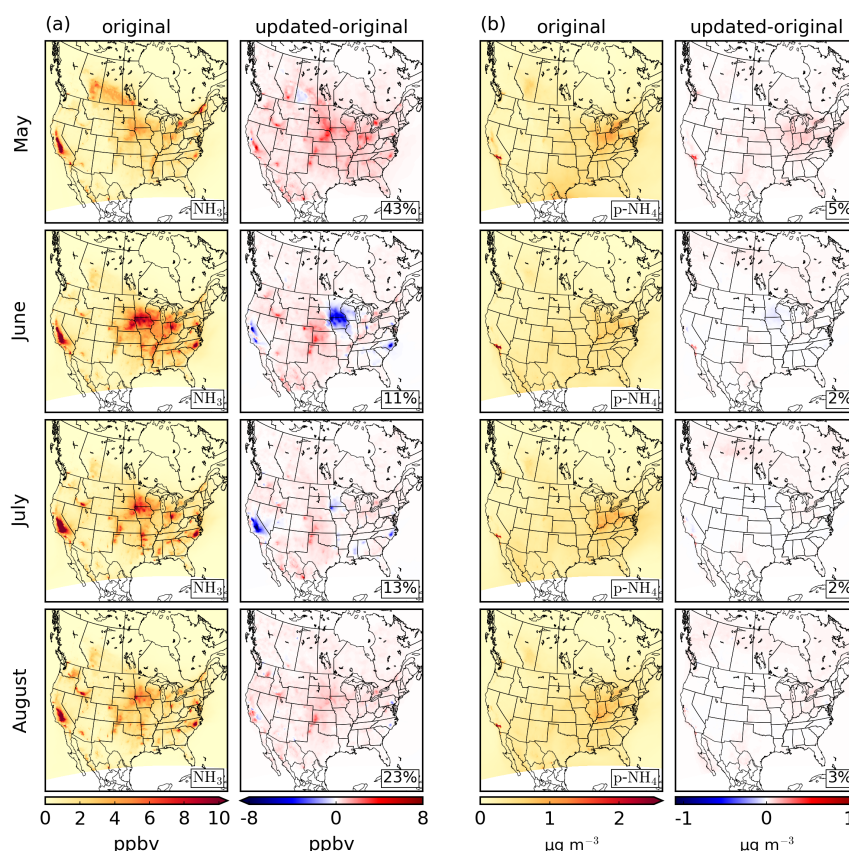 (a) (b)
original updated-original original updated-original
May
NH₃ 43% p-NH₄ 5%
June
NH₃ 11% p-NH₄ 2%
July
NH₃ 13% p-NH₄ 2%
August
NH₃ 23% p-NH₄ 3%
0 2 4 6 8 10 -8 0 8 0 1 2 -1 0 1
ppbv ppbv µg m⁻³ µg m⁻³